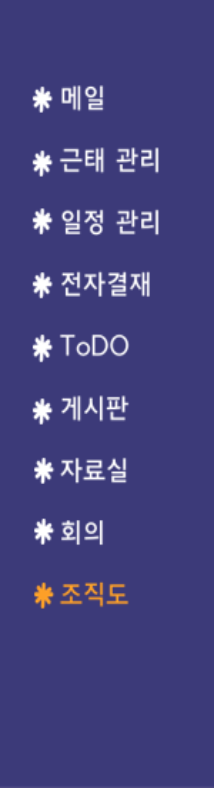 * 메일
* 근태 관리
* 일정 관리
* 전자결재
* ToDO
* 게시판
* 자료실
* 회의
* 조직도